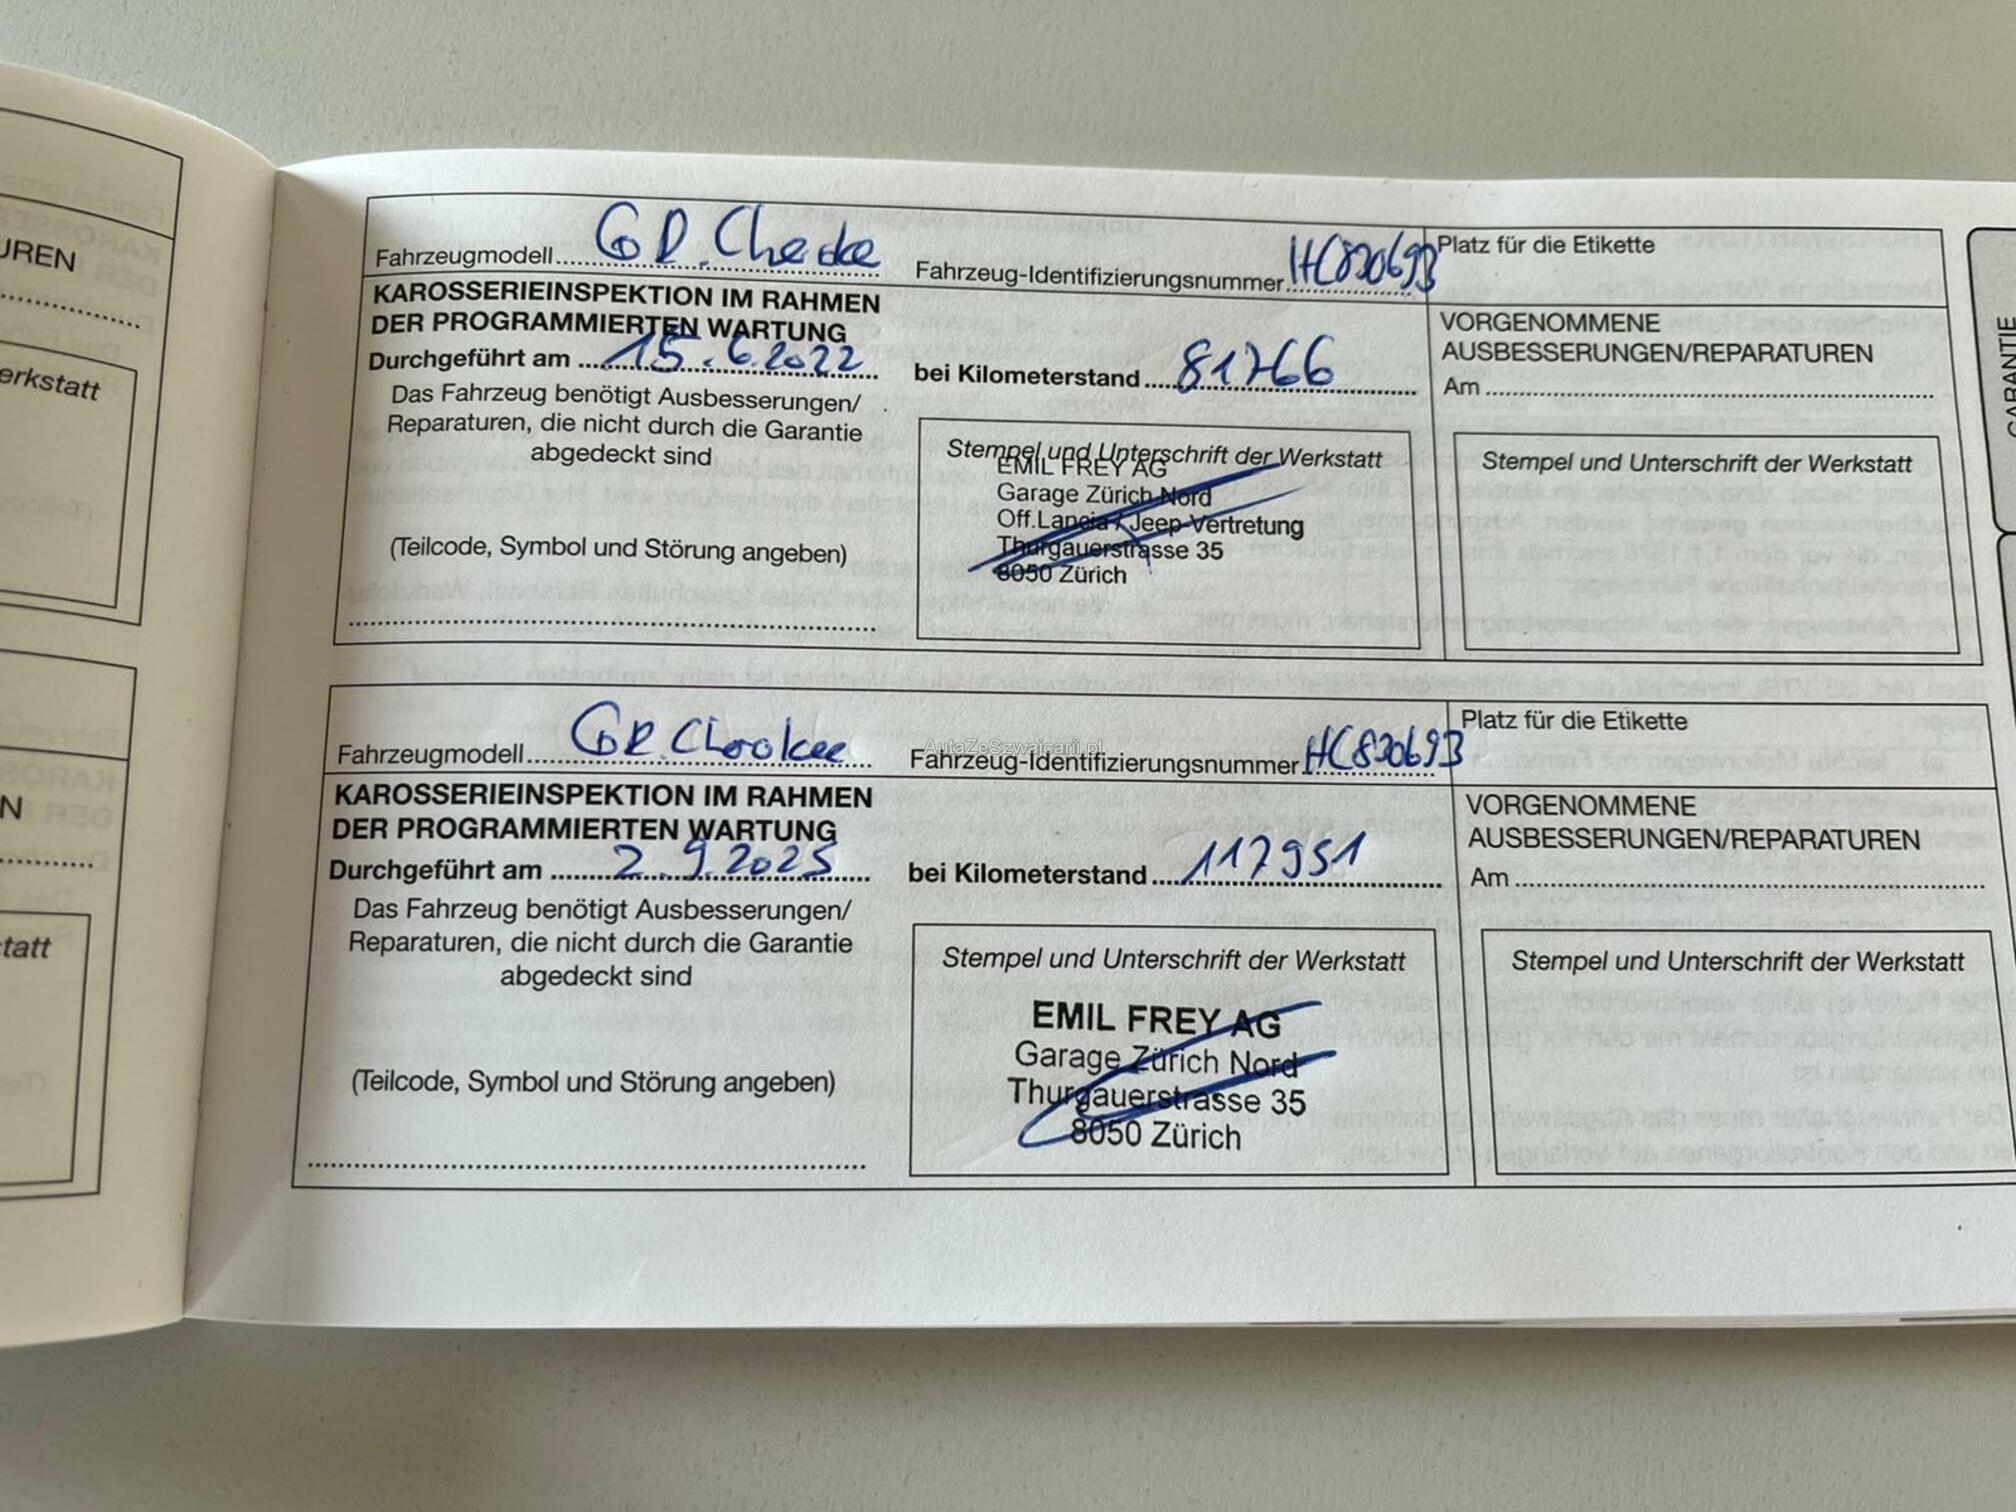 UREN
erkstatt
N
tatt
Fahrzeugmodell GR. Cherokee
Fahrzeug-Identifizierungsnummer HC820693
Platz für die Etikette
KAROSSERIEINSPEKTION IM RAHMEN
DER PROGRAMMIERTEN WARTUNG
Durchgeführt am 15.6.2022
bei Kilometerstand 81766
Das Fahrzeug benötigt Ausbesserungen/
Reparaturen, die nicht durch die Garantie
abgedeckt sind
(Teilcode, Symbol und Störung angeben)
Stempel und Unterschrift der Werkstatt
EMIL FREY AG
Garage Zürich Nord
Off.Lancia / Jeep-Vertretung
Thurgauerstrasse 35
8050 Zürich
VORGENOMMENE
AUSBESSERUNGEN/REPARATUREN
Am
Stempel und Unterschrift der Werkstatt
GARANTIE
Fahrzeugmodell GR. Cherokee
AutaZeSzwajcarii.pl
Fahrzeug-Identifizierungsnummer HC820693
Platz für die Etikette
KAROSSERIEINSPEKTION IM RAHMEN
DER PROGRAMMIERTEN WARTUNG
Durchgeführt am 2.9.2025
bei Kilometerstand 117951
Das Fahrzeug benötigt Ausbesserungen/
Reparaturen, die nicht durch die Garantie
abgedeckt sind
(Teilcode, Symbol und Störung angeben)
Stempel und Unterschrift der Werkstatt
EMIL FREY AG
Garage Zürich Nord
Thurgauerstrasse 35
8050 Zürich
VORGENOMMENE
AUSBESSERUNGEN/REPARATUREN
Am
Stempel und Unterschrift der Werkstatt